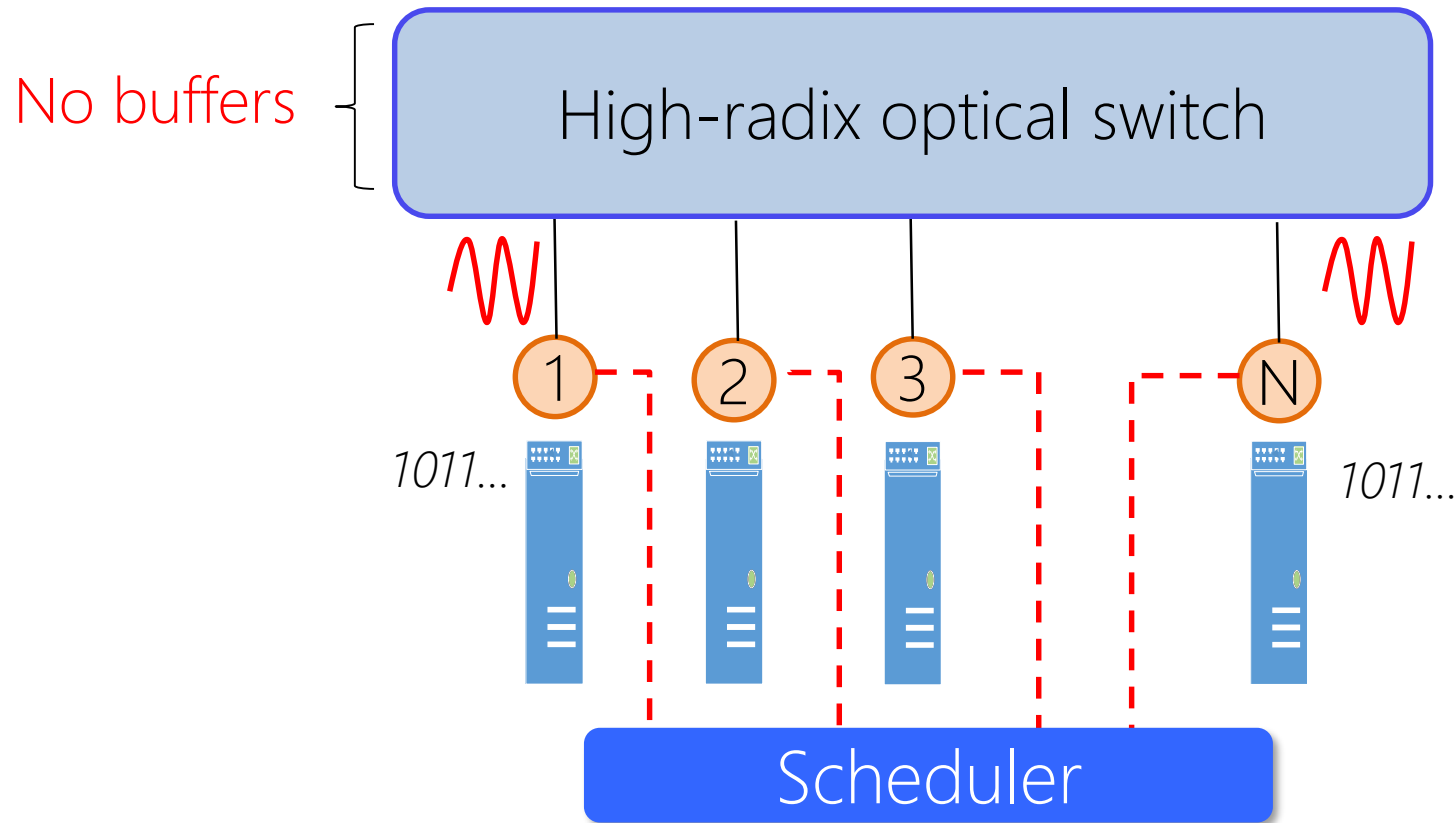 No buffers
High-radix optical switch
1
2
3
N
1011...
1011...
Scheduler